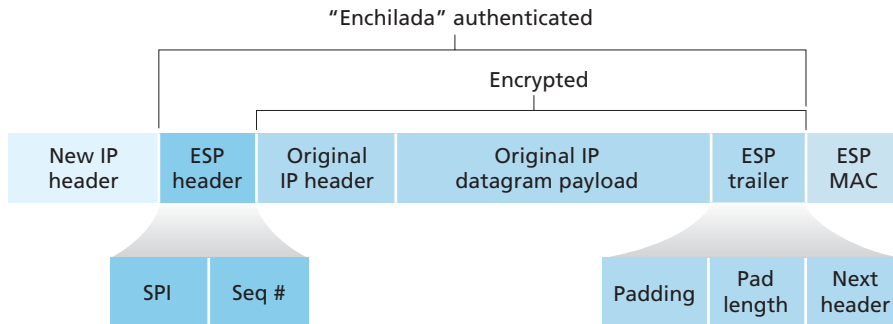 “Enchilada” authenticated
Encrypted
New IP
header
ESP
header
Original
IP header
Original IP
datagram payload
ESP
trailer
ESP
MAC
SPI
Seq #
Padding
Pad
length
Next
header